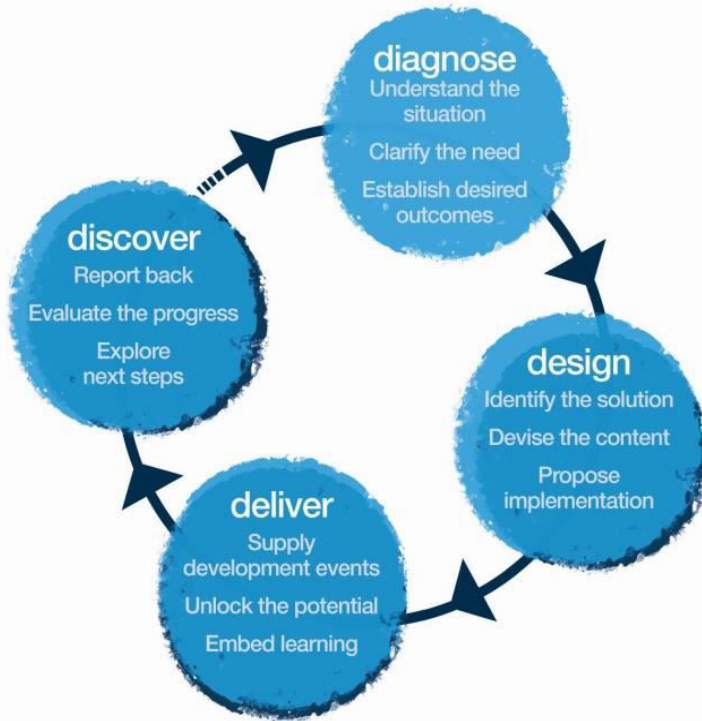 diagnose
Understand the
situation
Clarify the need
Establish desired
outcomes
design
Identify the solution
Devise the content
Propose
implementation
deliver
Supply
development events
Unlock the potential
Embed learning
discover
Report back
Evaluate the progress
Explore
next steps